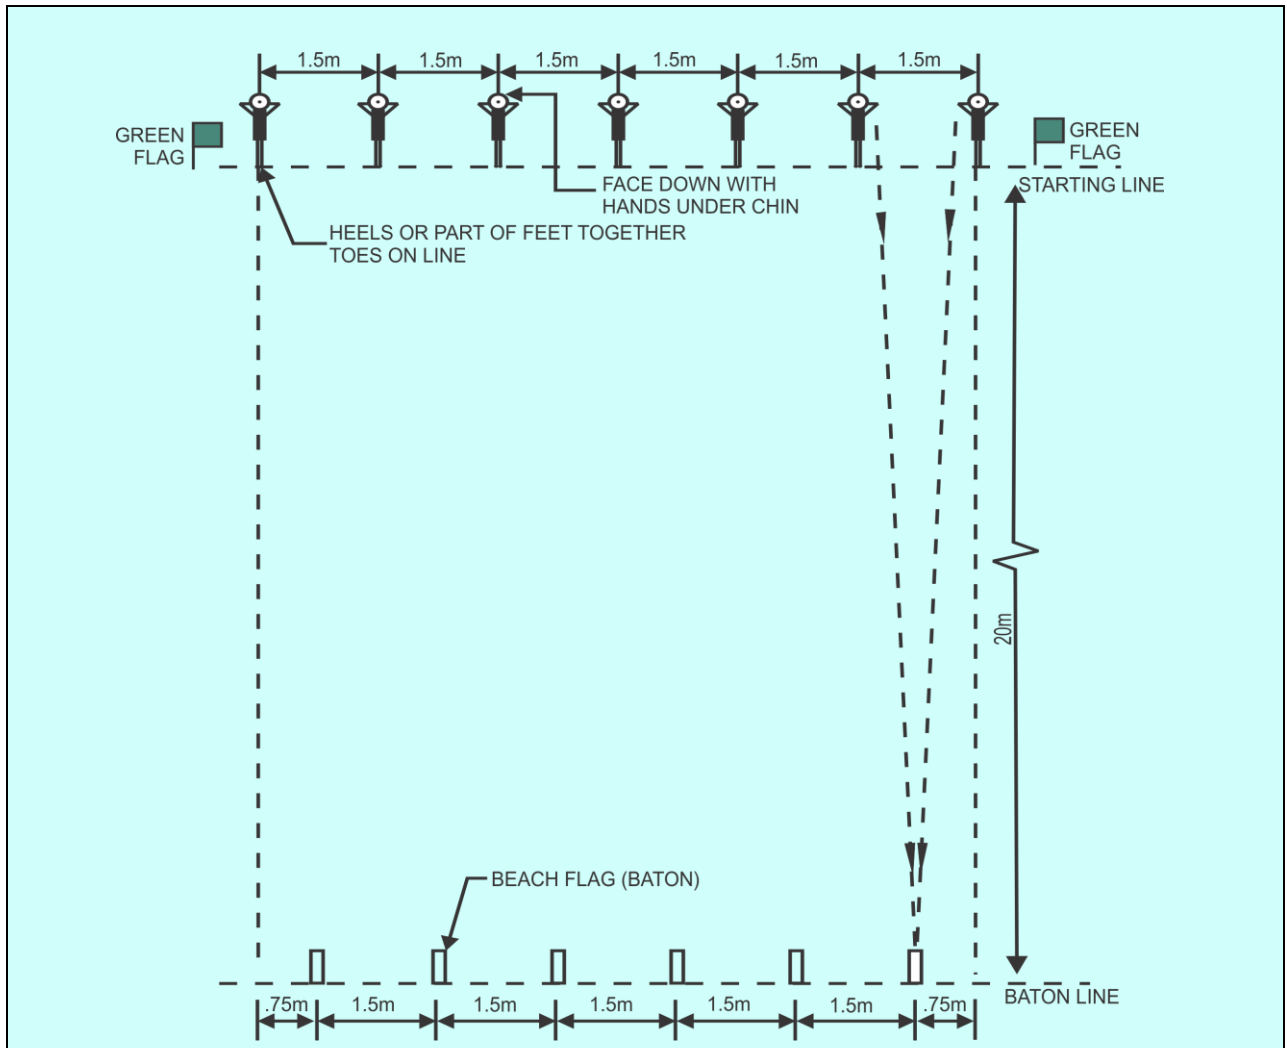 1.5m 1.5m 1.5m 1.5m 1.5m 1.5m
GREEN
FLAG
GREEN
FLAG
STARTING LINE
FACE DOWN WITH
HANDS UNDER CHIN
HEELS OR PART OF FEET TOGETHER
TOES ON LINE
20m
BEACH FLAG (BATON)
BATON LINE
.75m 1.5m 1.5m 1.5m 1.5m 1.5m .75m